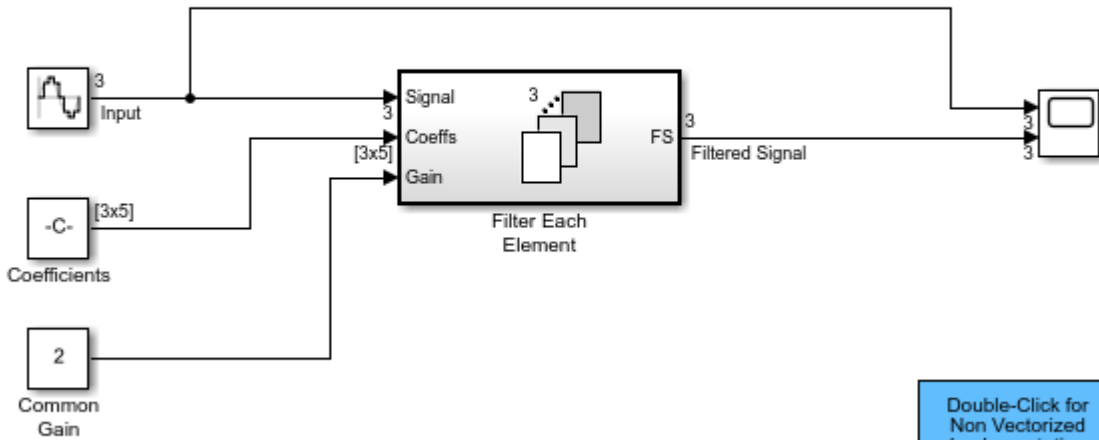 3
Input
Signal
3
3
FS
3
Filtered Signal
3
3
Coeffs
[3x5]
Gain
Filter Each
Element
-C-
[3x5]
Coefficients
2
Common
Gain
Double-Click for
Non Vectorized